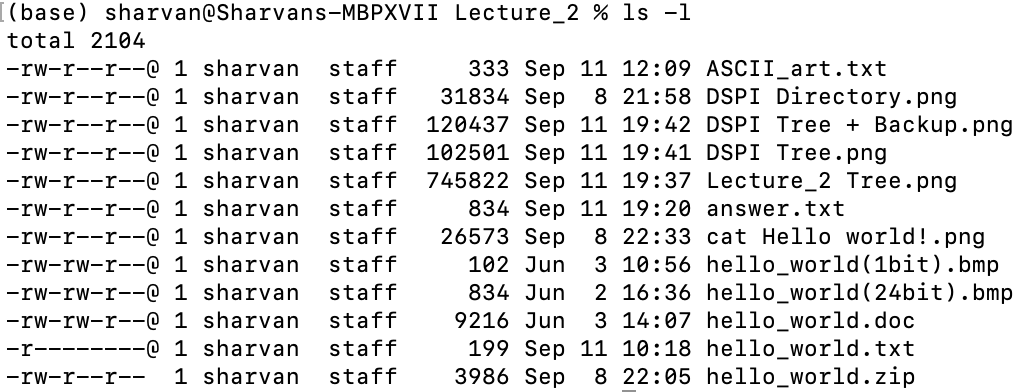 (base) sharvan@Sharvans-MBPXVII Lecture_2 % ls -l
total 2104
-rw-r--r--@ 1 sharvan  staff     333 Sep 11 12:09 ASCII_art.txt
-rw-r--r--@ 1 sharvan  staff   31834 Sep  8 21:58 DSPI Directory.png
-rw-r--r--@ 1 sharvan  staff  120437 Sep 11 19:42 DSPI Tree + Backup.png
-rw-r--r--@ 1 sharvan  staff  102501 Sep 11 19:41 DSPI Tree.png
-rw-r--r--@ 1 sharvan  staff  745822 Sep 11 19:37 Lecture_2 Tree.png
-rw-r--r--@ 1 sharvan  staff     834 Sep 11 19:20 answer.txt
-rw-r--r--@ 1 sharvan  staff   26573 Sep  8 22:33 cat Hello world!.png
-rw-rw-r--@ 1 sharvan  staff     102 Jun  3 10:56 hello_world(1bit).bmp
-rw-rw-r--@ 1 sharvan  staff     834 Jun  2 16:36 hello_world(24bit).bmp
-rw-rw-r--@ 1 sharvan  staff    9216 Jun  3 14:07 hello_world.doc
-r--------@ 1 sharvan  staff     199 Sep 11 10:18 hello_world.txt
-rw-r--r--  1 sharvan  staff    3986 Sep  8 22:05 hello_world.zip